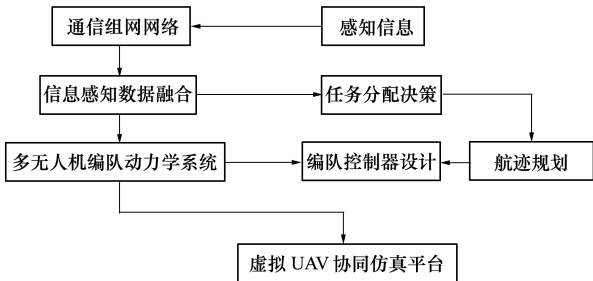 通信组网网络
感知信息
信息感知数据融合
任务分配决策
多无人机编队动力学系统
编队控制器设计
航迹规划
虚拟 UAV 协同仿真平台